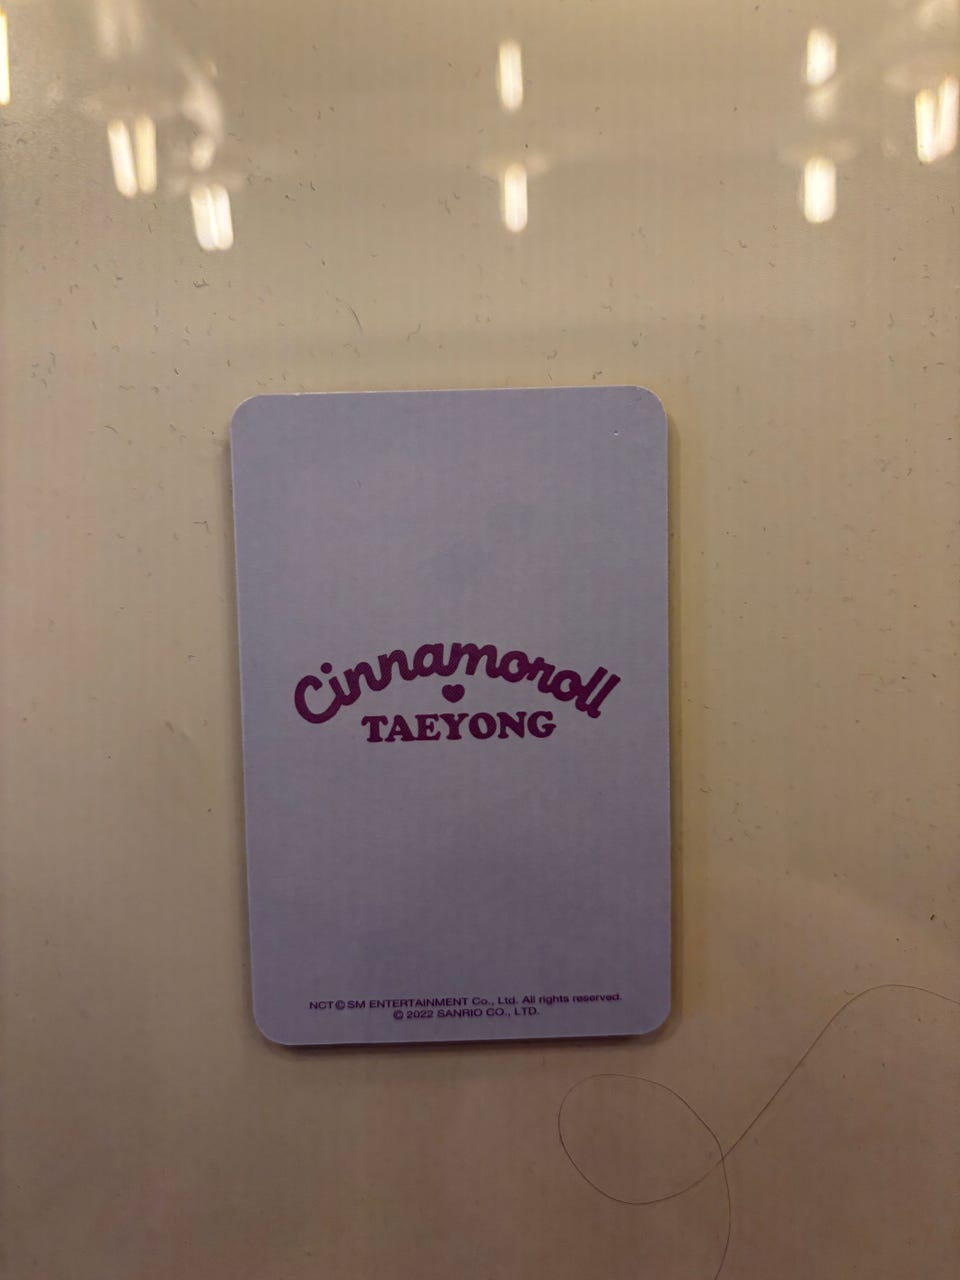 Cinnamoroll
TAEYONG
NCT © SM ENTERTAINMENT Co., Ltd. All rights reserved.
© 2022 SANRIO CO., LTD.